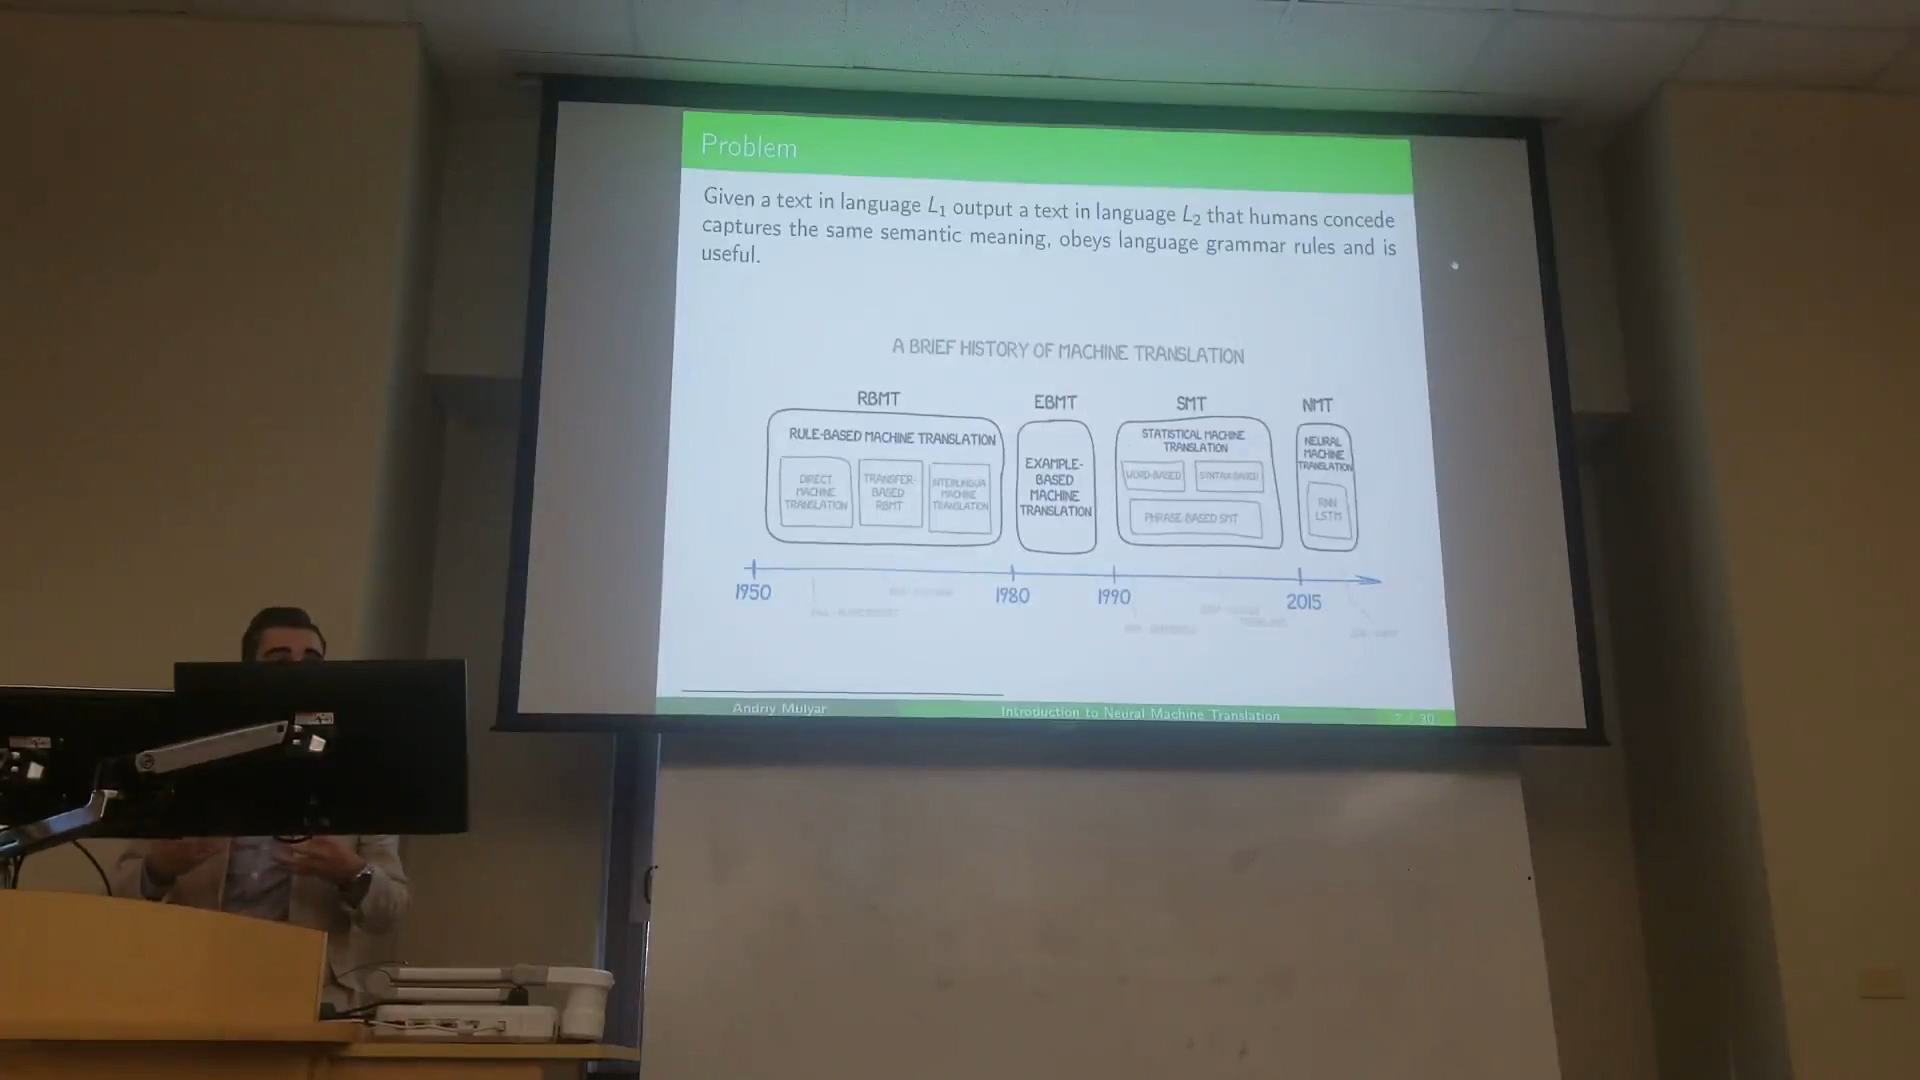 Problem
Given a text in language L1 output a text in language L2 that humans concede
captures the same semantic meaning, obeys language grammar rules and is
useful.
A BRIEF HISTORY OF MACHINE TRANSLATION
RBMT
RULE-BASED MACHINE TRANSLATION
DIRECT
MACHINE
TRANSLATION
TRANSFER-
BASED
RBMT
INTERLINGUA
MACHINE
TRANSLATION
EBMT
EXAMPLE-
BASED
MACHINE
TRANSLATION
SMT
STATISTICAL MACHINE
TRANSLATION
WORD-BASED
SYNTAX-BASED
PHRASE-BASED SMT
NMT
NEURAL
MACHINE
TRANSLATION
RNN
LSTM
1950
1980
1990
2015
Andriy Mulyar
Introduction to Neural Machine Translation
/ 30